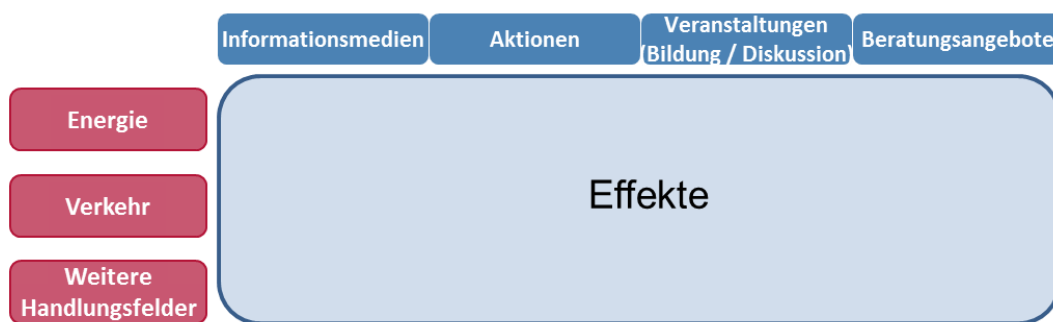 Informationsmedien
Aktionen
Veranstaltungen
(Bildung / Diskussion)
Beratungsangebote
Energie
Verkehr
Weitere
Handlungsfelder
Effekte